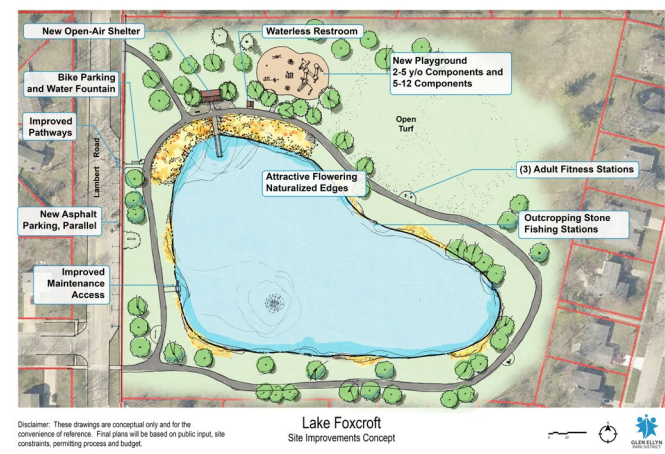 New Open-Air Shelter
Waterless Restroom
New Playground
2-5 y/o Components and
5-12 Components
Bike Parking
and Water Fountain
Improved
Pathways
Open
Turf
Lambert Road
(3) Adult Fitness Stations
Attractive Flowering
Naturalized Edges
New Asphalt
Parking, Parallel
Outcropping Stone
Fishing Stations
Improved
Maintenance
Access
Disclaimer: These drawings are conceptual only and for the
convenience of reference. Final plans will be based on public input, site
constraints, permitting process and budget.
Lake Foxcroft
Site Improvements Concept
GLEN ELLYN
PARK DISTRICT